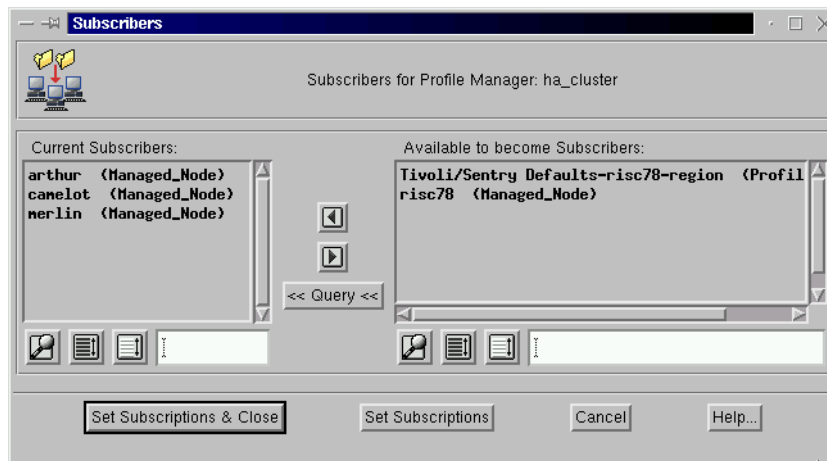 Subscribers
Subscribers for Profile Manager: ha_cluster
Current Subscribers:
arthur (Managed_Node)
camelot (Managed_Node)
merlin (Managed_Node)
<< Query <<
Available to become Subscribers:
Tivoli/Sentry Defaults-risc78-region (Profil
risc78 (Managed_Node)
Set Subscriptions & Close
Set Subscriptions
Cancel
Help...